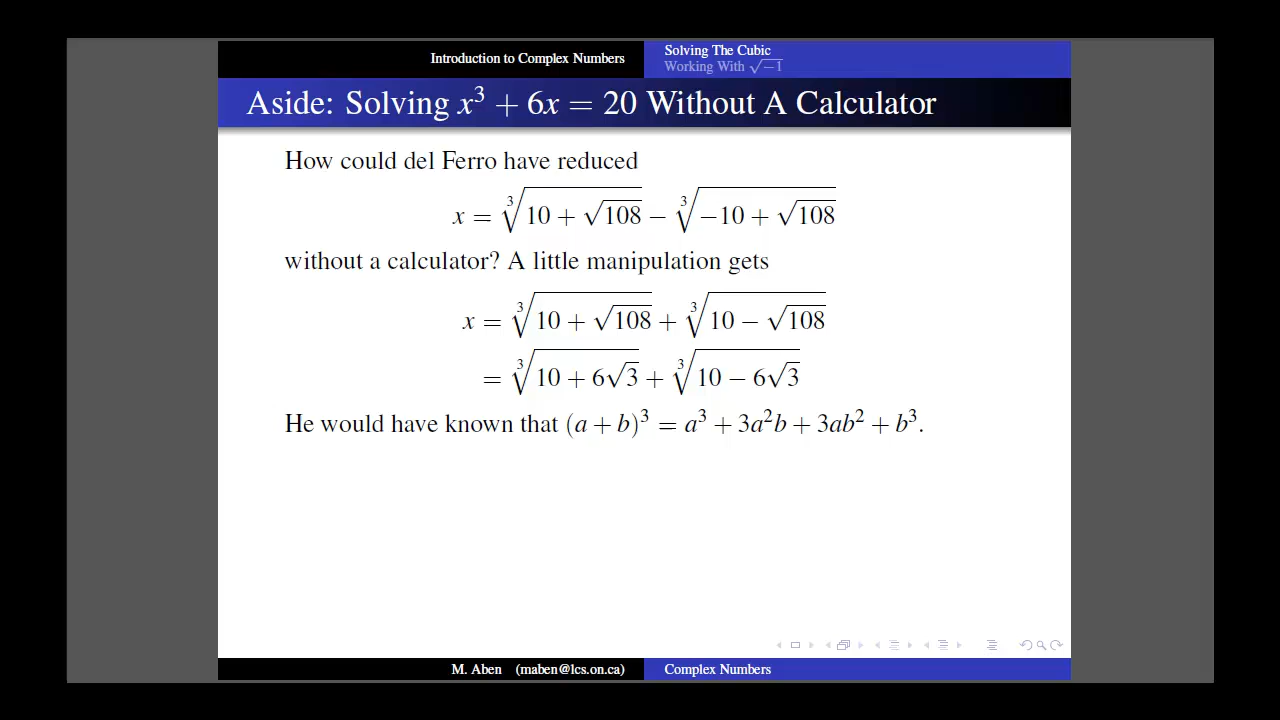 Introduction to Complex Numbers
Solving The Cubic
Working With √−1
Aside: Solving x³ + 6x = 20 Without A Calculator
How could del Ferro have reduced
x = ∛(10 + √108) − ∛(−10 + √108)
without a calculator? A little manipulation gets
x = ∛(10 + √108) + ∛(10 − √108)
= ∛(10 + 6√3) + ∛(10 − 6√3)
He would have known that (a + b)³ = a³ + 3a²b + 3ab² + b³.
M. Aben (maben@lcs.on.ca)
Complex Numbers